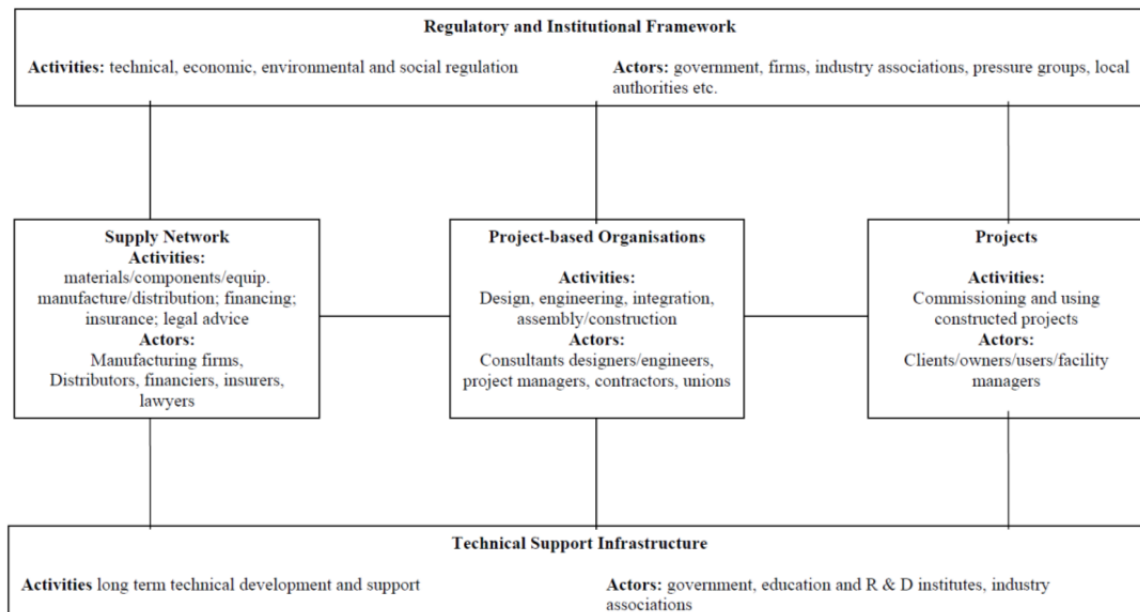 Regulatory and Institutional Framework
Activities: technical, economic, environmental and social regulation
Actors: government, firms, industry associations, pressure groups, local
authorities etc.
Supply Network
Activities:
materials/components/equip.
manufacture/distribution; financing;
insurance; legal advice
Actors:
Manufacturing firms,
Distributors, financiers, insurers,
lawyers
Project-based Organisations
Activities:
Design, engineering, integration,
assembly/construction
Actors:
Consultants designers/engineers,
project managers, contractors, unions
Projects
Activities:
Commissioning and using
constructed projects
Actors:
Clients/owners/users/facility
managers
Technical Support Infrastructure
Activities long term technical development and support
Actors: government, education and R & D institutes, industry
associations